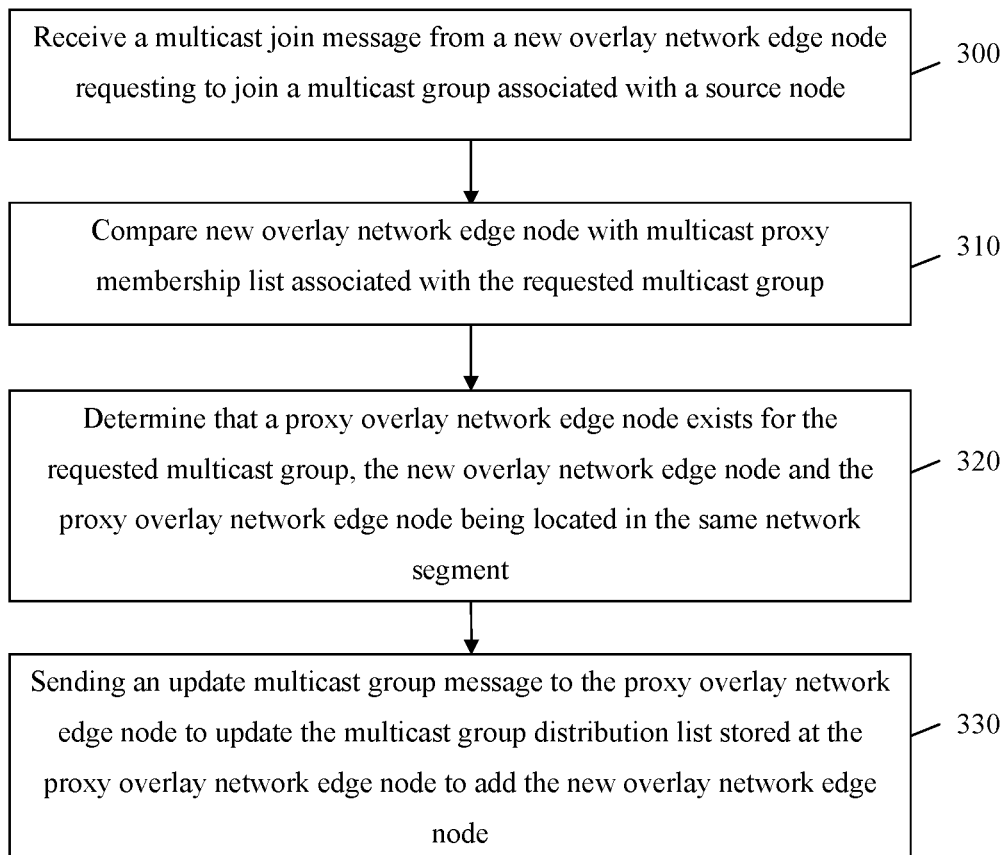 Receive a multicast join message from a new overlay network edge node
requesting to join a multicast group associated with a source node
300
Compare new overlay network edge node with multicast proxy
membership list associated with the requested multicast group
310
Determine that a proxy overlay network edge node exists for the
requested multicast group, the new overlay network edge node and the
proxy overlay network edge node being located in the same network
segment
320
Sending an update multicast group message to the proxy overlay network
edge node to update the multicast group distribution list stored at the
proxy overlay network edge node to add the new overlay network edge
node
330